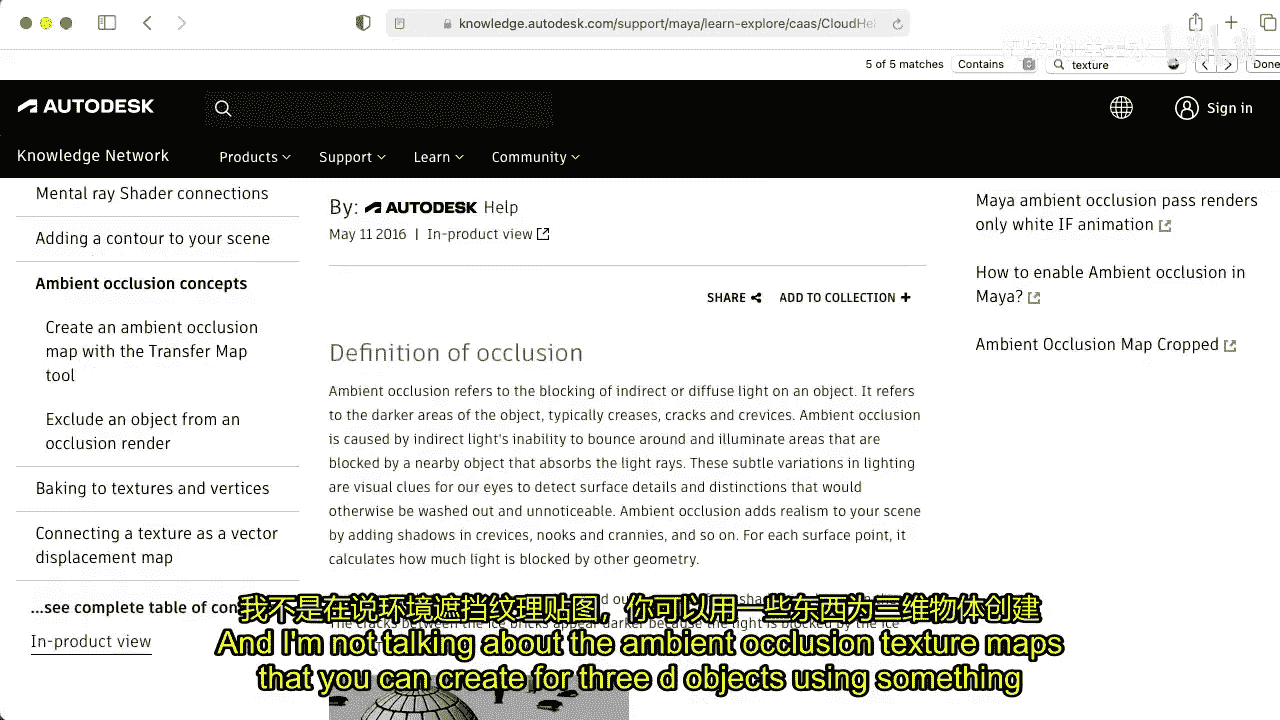 knowledge.autodesk.com/support/maya/learn-explore/caas/CloudHe
5 of 5 matches
Contains
texture
Done
AUTODESK
Sign in
Knowledge Network
Products
Support
Learn
Community
Mental ray Shader connections
Adding a contour to your scene
Ambient occlusion concepts
Create an ambient occlusion
map with the Transfer Map
tool
Exclude an object from an
occlusion render
Baking to textures and vertices
Connecting a texture as a vector
displacement map
...see complete table of con
In-product view
By: AUTODESK Help
May 11 2016 | In-product view
SHARE
ADD TO COLLECTION
Definition of occlusion
Ambient occlusion refers to the blocking of indirect or diffuse light on an object. It refers
to the darker areas of the object, typically creases, cracks and crevices. Ambient occlusion
is caused by indirect light's inability to bounce around and illuminate areas that are
blocked by a nearby object that absorbs the light rays. These subtle variations in lighting
are visual clues for our eyes to detect surface details and distinctions that would
otherwise be washed out and unnoticeable. Ambient occlusion adds realism to your scene
by adding shadows in crevices, nooks and crannies, and so on. For each surface point, it
calculates how much light is blocked by other geometry.
Maya ambient occlusion pass renders
only white IF animation
How to enable Ambient occlusion in
Maya?
Ambient Occlusion Map Cropped
我不是在说环境遮挡纹理贴图，你可以用一些东西为三维物体创建
And I'm not talking about the ambient occlusion texture maps
that you can create for three d objects using something